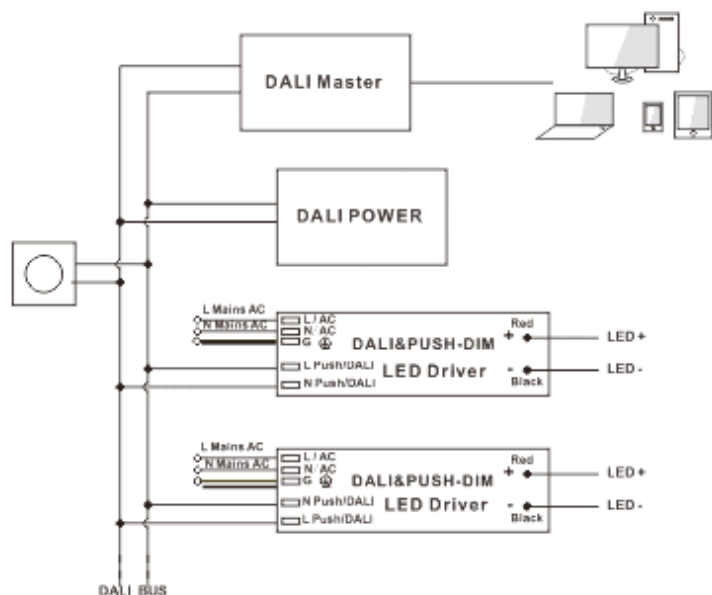 DALI Master
DALI POWER
L Mains AC
N Mains AC
L/AC
N/AC
G
L Push/DALI
N Push/DALI
DALI&PUSH-DIM
LED Driver
Red
+
-
Black
LED +
LED -
L Mains AC
N Mains AC
L/AC
N/AC
G
N Push/DALI
L Push/DALI
DALI&PUSH-DIM
LED Driver
Red
+
-
Black
LED +
LED -
DALI BUS